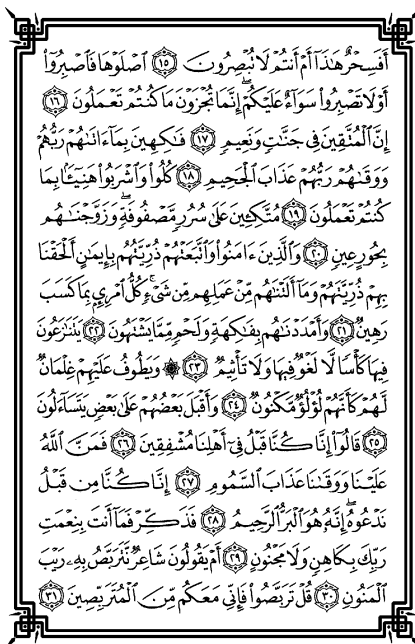 أَفَسِحْرٌ هَٰذَآ أَمْ أَنتُمْ لَا تُبْصِرُونَ ۝١٥ ٱصْلَوْهَا فَٱصْبِرُوٓا۟
أَوْ لَا تَصْبِرُوا۟ سَوَآءٌ عَلَيْكُمْ ۖ إِنَّمَا تُجْزَوْنَ مَا كُنتُمْ تَعْمَلُونَ ۝١٦
إِنَّ ٱلْمُتَّقِينَ فِى جَنَّٰتٍ وَنَعِيمٍ ۝١٧ فَٰكِهِينَ بِمَآ ءَاتَىٰهُمْ رَبُّهُمْ
وَوَقَىٰهُمْ رَبُّهُمْ عَذَابَ ٱلْجَحِيمِ ۝١٨ كُلُوا۟ وَٱشْرَبُوا۟ هَنِيٓـًٔۢا بِمَا
كُنتُمْ تَعْمَلُونَ ۝١٩ مُتَّكِـِٔينَ عَلَىٰ سُرُرٍ مَّصْفُوفَةٍ ۖ وَزَوَّجْنَٰهُم
بِحُورٍ عِينٍ ۝٢٠ وَٱلَّذِينَ ءَامَنُوا۟ وَٱتَّبَعَتْهُمْ ذُرِّيَّتُهُم بِإِيمَٰنٍ أَلْحَقْنَا
بِهِمْ ذُرِّيَّتَهُمْ وَمَآ أَلَتْنَٰهُم مِّنْ عَمَلِهِم مِّن شَىْءٍ ۚ كُلُّ ٱمْرِئٍۭ بِمَا كَسَبَ
رَهِينٌ ۝٢١ وَأَمْدَدْنَٰهُم بِفَٰكِهَةٍ وَلَحْمٍ مِّمَّا يَشْتَهُونَ ۝٢٢ يَتَنَٰزَعُونَ
فِيهَا كَأْسًا لَّا لَغْوٌ فِيهَا وَلَا تَأْثِيمٌ ۝٢٣ ۞ وَيَطُوفُ عَلَيْهِمْ غِلْمَانٌ
لَّهُمْ كَأَنَّهُمْ لُؤْلُؤٌ مَّكْنُونٌ ۝٢٤ وَأَقْبَلَ بَعْضُهُمْ عَلَىٰ بَعْضٍ يَتَسَآءَلُونَ
۝٢٥ قَالُوٓا۟ إِنَّا كُنَّا قَبْلُ فِىٓ أَهْلِنَا مُشْفِقِينَ ۝٢٦ فَمَنَّ ٱللَّهُ
عَلَيْنَا وَوَقَىٰنَا عَذَابَ ٱلسَّمُومِ ۝٢٧ إِنَّا كُنَّا مِن قَبْلُ
نَدْعُوهُ ۖ إِنَّهُۥ هُوَ ٱلْبَرُّ ٱلرَّحِيمُ ۝٢٨ فَذَكِّرْ فَمَآ أَنتَ بِنِعْمَتِ
رَبِّكَ بِكَاهِنٍ وَلَا مَجْنُونٍ ۝٢٩ أَمْ يَقُولُونَ شَاعِرٌ نَّتَرَبَّصُ بِهِۦ رَيْبَ
ٱلْمَنُونِ ۝٣٠ قُلْ تَرَبَّصُوا۟ فَإِنِّى مَعَكُم مِّنَ ٱلْمُتَرَبِّصِينَ ۝٣١